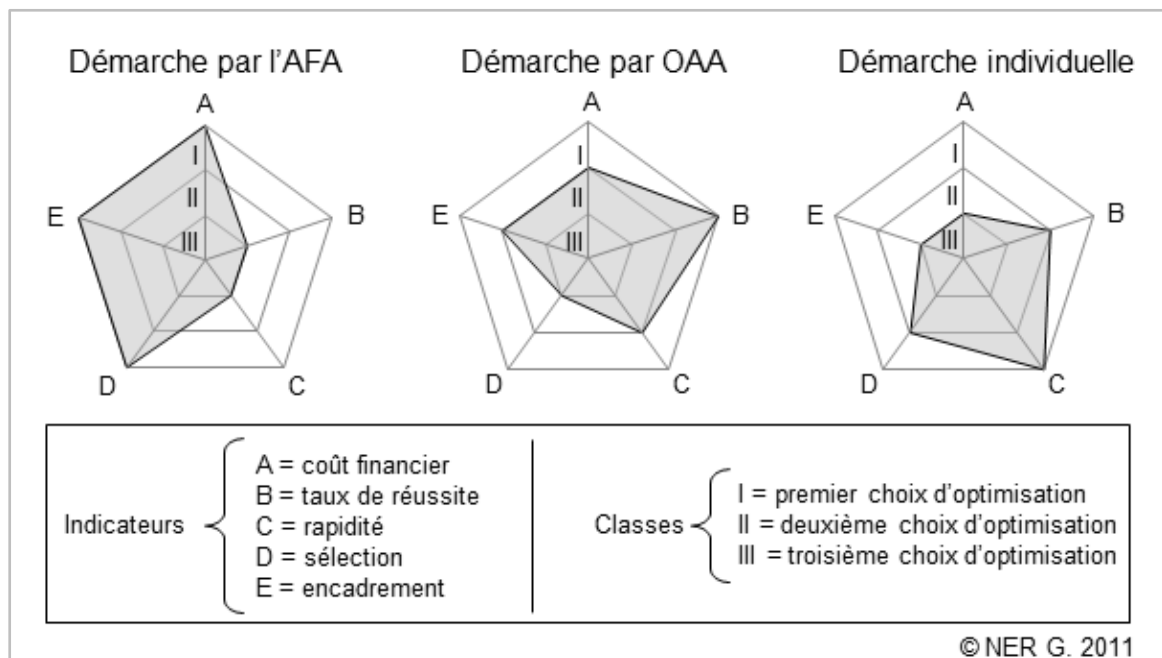 Démarche par l'AFA
Démarche par OAA
Démarche individuelle
A
I
II
III
E
B
D
C
A
I
II
III
E
B
D
C
A
I
II
III
E
B
D
C
Indicateurs
A = coût financier
B = taux de réussite
C = rapidité
D = sélection
E = encadrement
Classes
I = premier choix d'optimisation
II = deuxième choix d'optimisation
III = troisième choix d'optimisation
© NER G. 2011